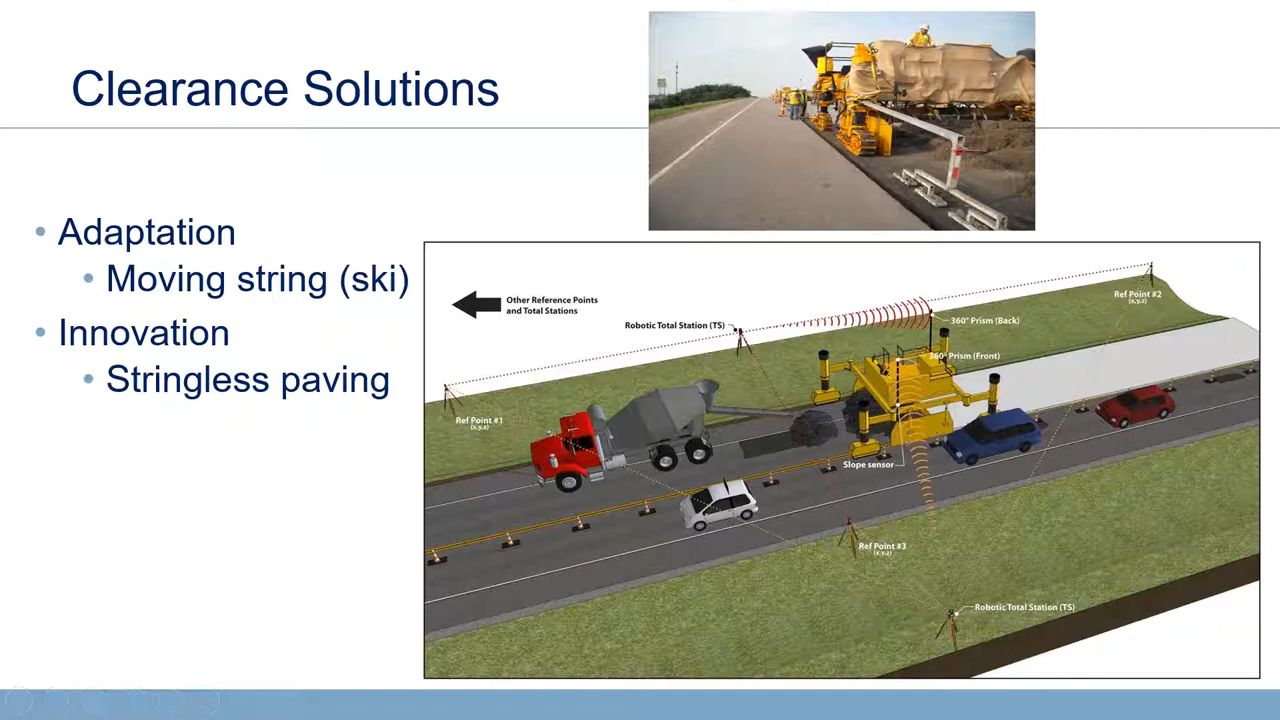 Clearance Solutions
• Adaptation
• Moving string (ski)
• Innovation
• Stringless paving
Other Reference Points
and Total Stations
Robotic Total Station (TS)
360° Prism (Back)
360° Prism (Front)
Ref Point #2
(x,y,z)
Ref Point #1
(x,y,z)
Slope sensor
Ref Point #3
(x,y,z)
Robotic Total Station (TS)